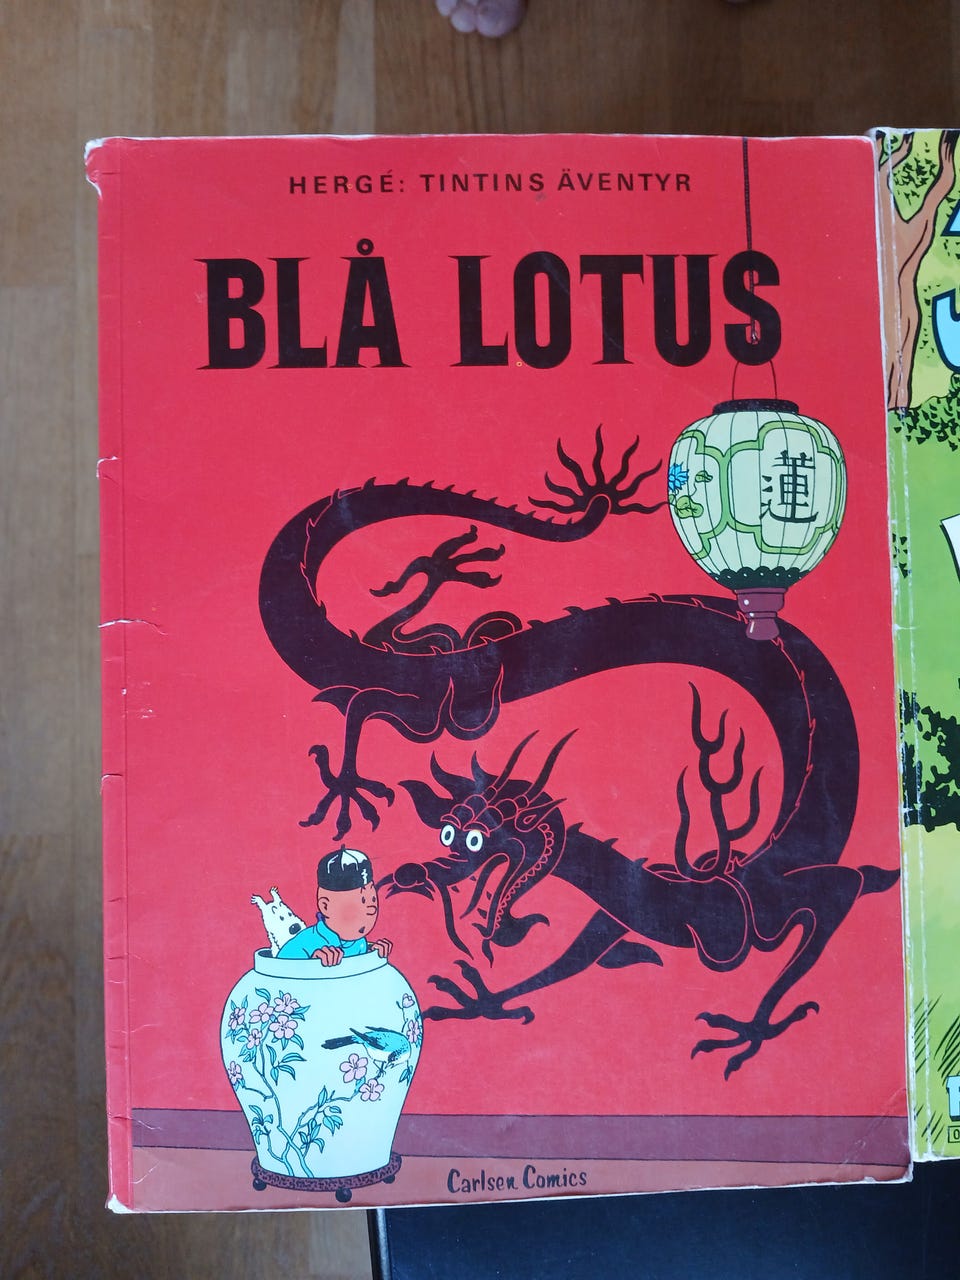 HERGÉ: TINTINS ÄVENTYR
BLÅ LOTUS
蓮
Carlsen Comics